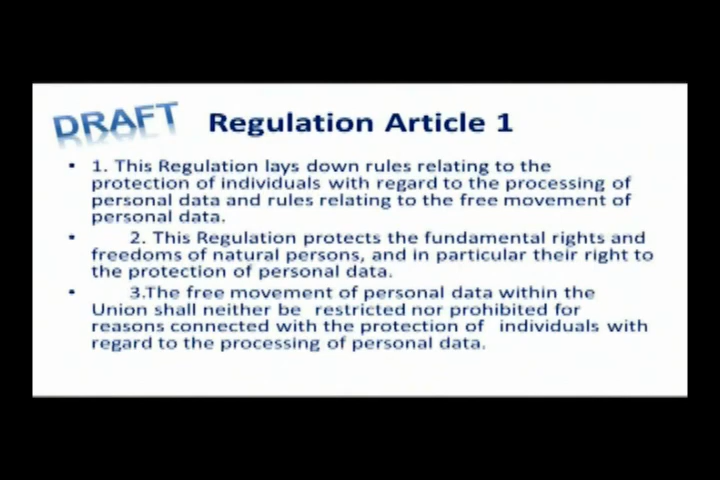 DRAFT
Regulation Article 1
• 1. This Regulation lays down rules relating to the
protection of individuals with regard to the processing of
personal data and rules relating to the free movement of
personal data.
• 2. This Regulation protects the fundamental rights and
freedoms of natural persons, and in particular their right to
the protection of personal data.
• 3.The free movement of personal data within the
Union shall neither be restricted nor prohibited for
reasons connected with the protection of individuals with
regard to the processing of personal data.